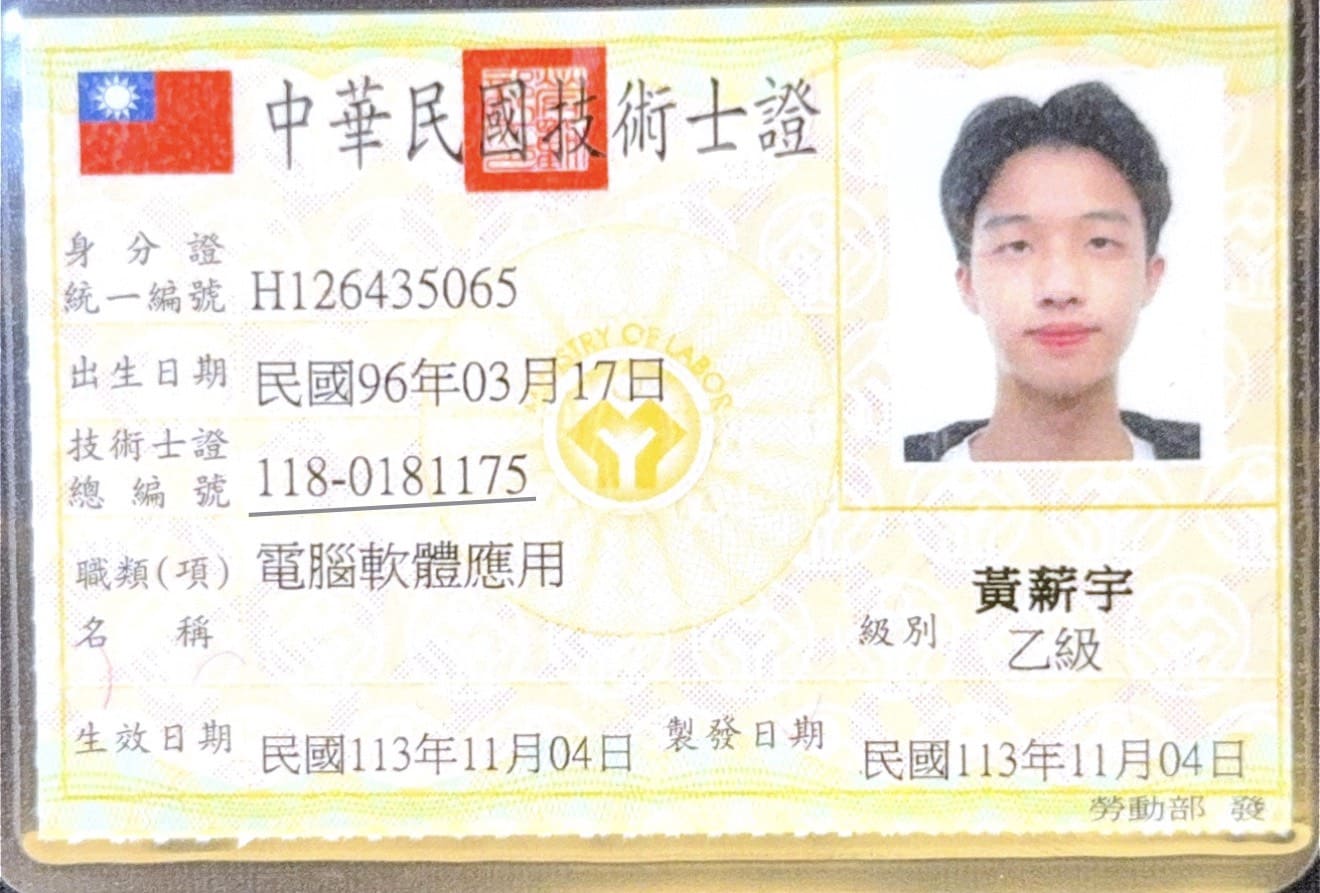 中華民國技術士證
身分證
統一編號 H126435065
出生日期 民國96年03月17日
技術士證
總編號 118-0181175
職類(項) 電腦軟體應用
名稱
黃薪宇
級別 乙級
生效日期 民國113年11月04日
製發日期 民國113年11月04日
勞動部 發
MINISTRY OF LABOR